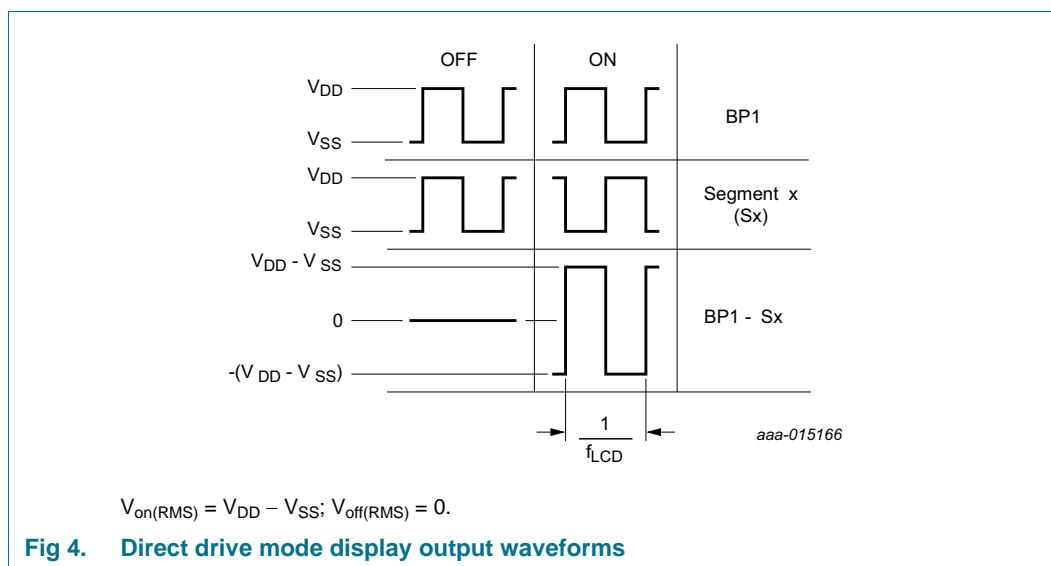 OFF ON
VDD
VSS
BP1
VDD
VSS
Segment x
(Sx)
VDD - VSS
0
-(VDD - VSS)
BP1 - Sx
1
fLCD
aaa-015166
Von(RMS) = VDD − VSS; Voff(RMS) = 0.
Fig 4. Direct drive mode display output waveforms